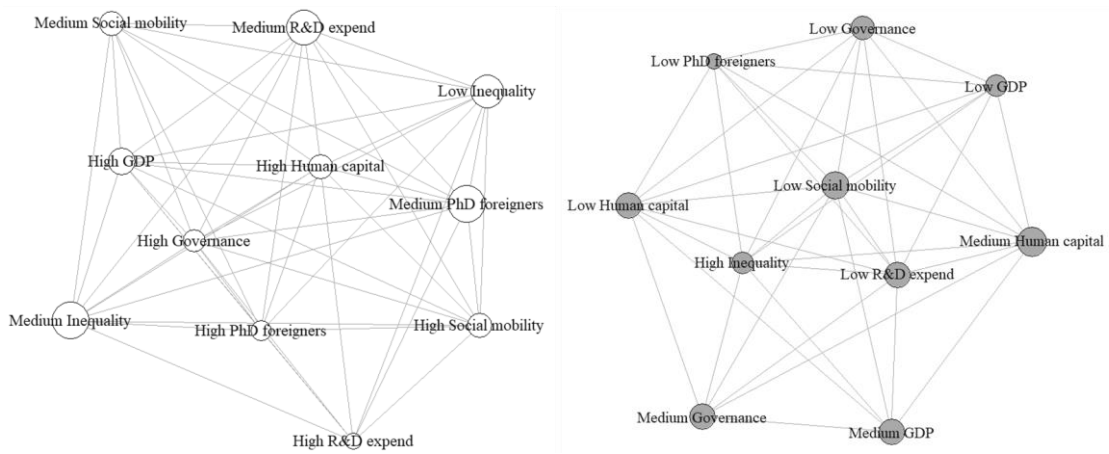 Medium Social mobility
Medium R&D expend
Low Inequality
High GDP
High Human capital
Medium PhD foreigners
High Governance
Medium Inequality
High PhD foreigners
High Social mobility
High R&D expend
Low Governance
Low PhD foreigners
Low GDP
Low Social mobility
Low Human capital
Medium Human capital
High Inequality
Low R&D expend
Medium Governance
Medium GDP